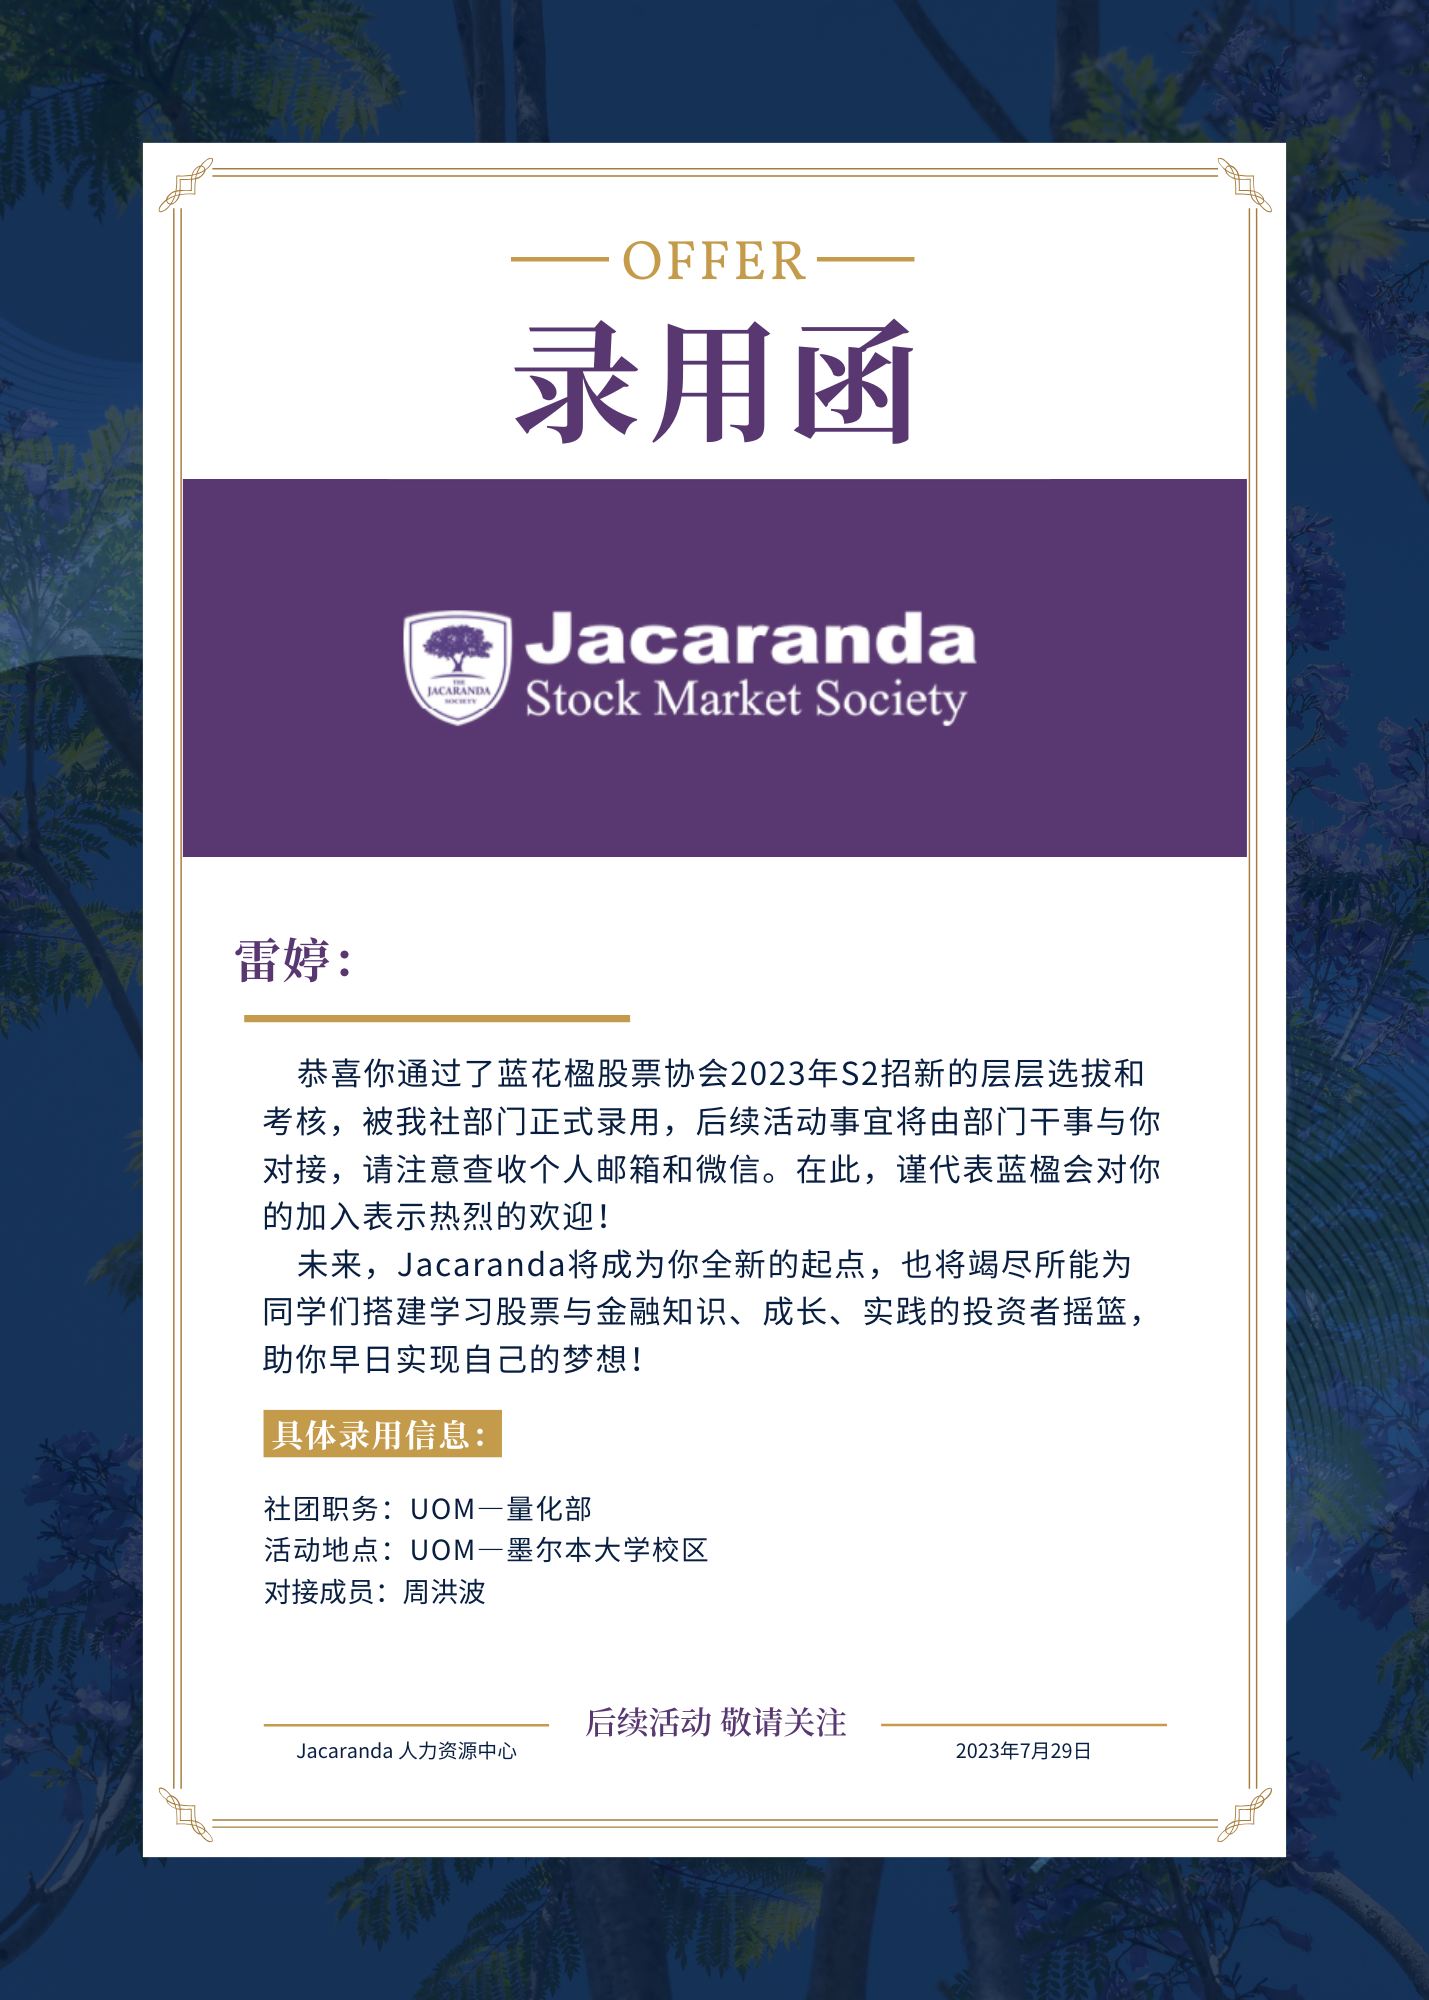 OFFER
录用函
THE
JACARANDA
SOCIETY
Jacaranda
Stock Market Society
雷婷：
恭喜你通过了蓝花楹股票协会2023年S2招新的层层选拔和
考核，被我社部门正式录用，后续活动事宜将由部门干事与你
对接，请注意查收个人邮箱和微信。在此，谨代表蓝楹会对你
的加入表示热烈的欢迎！
未来，Jacaranda将成为你全新的起点，也将竭尽所能为
同学们搭建学习股票与金融知识、成长、实践的投资者摇篮，
助你早日实现自己的梦想！
具体录用信息：
社团职务：UOM—量化部
活动地点：UOM—墨尔本大学校区
对接成员：周洪波
后续活动 敬请关注
Jacaranda 人力资源中心
2023年7月29日